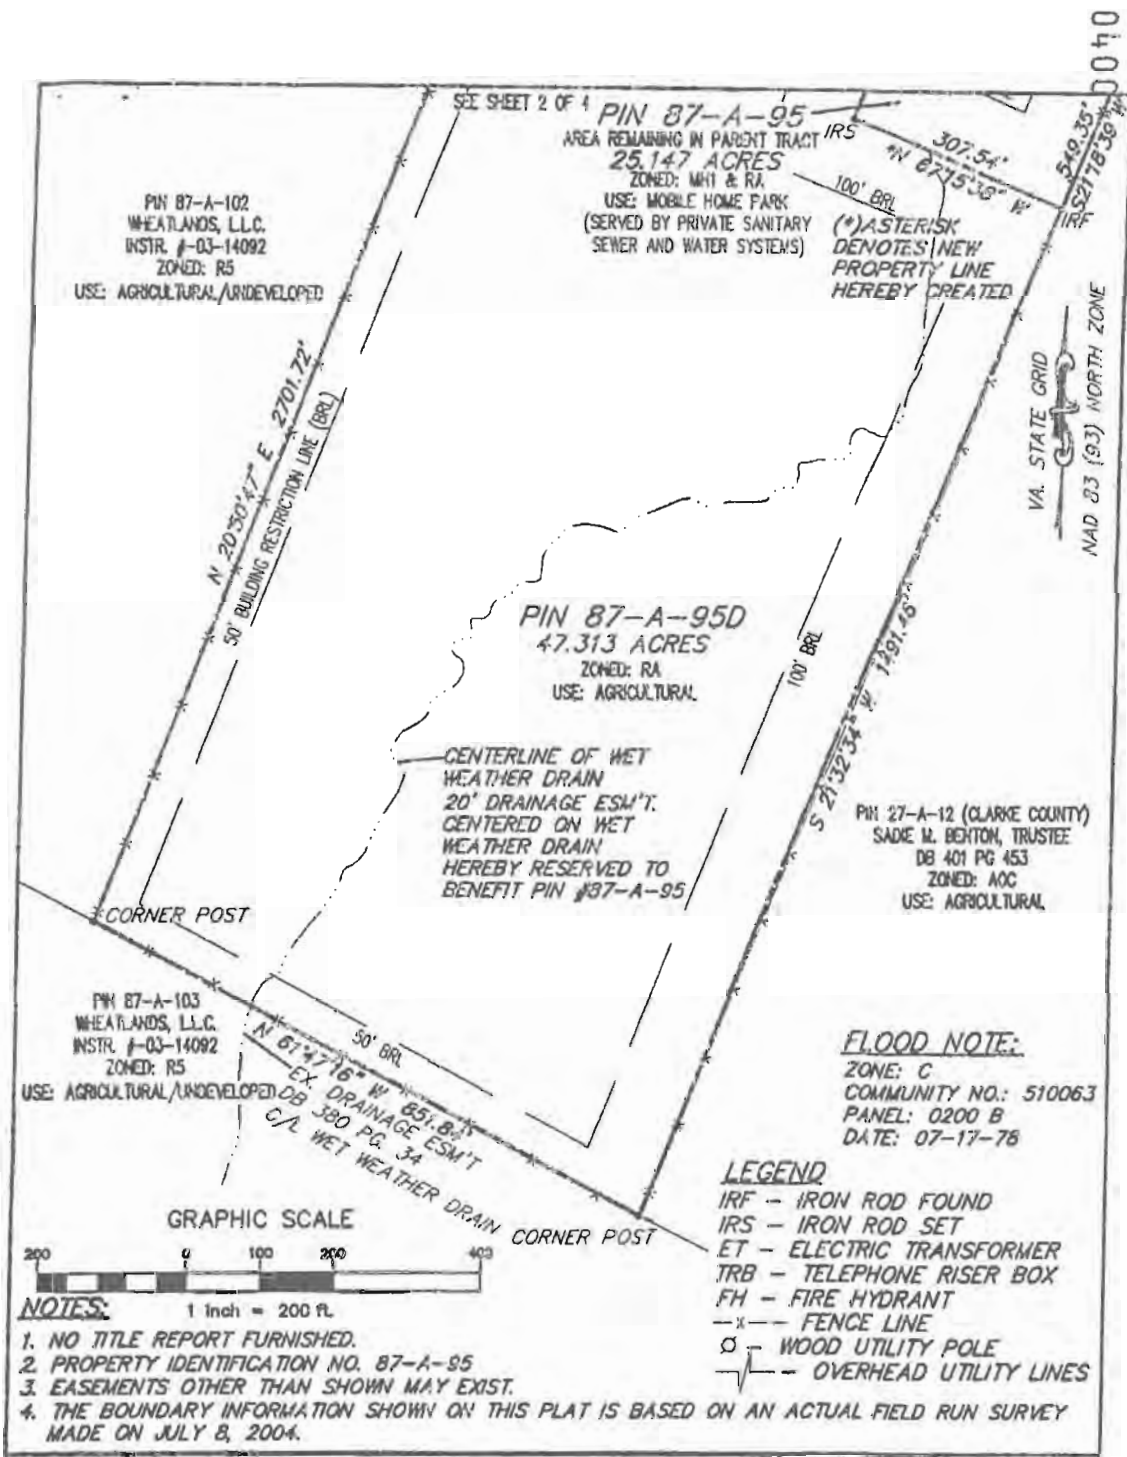 0400
SEE SHEET 2 OF 4
PIN 87-A-95
AREA REMAINING IN PARENT TRACT
25.147 ACRES
ZONED: MH1 & RA
USE: MOBILE HOME PARK
(SERVED BY PRIVATE SANITARY
SEWER AND WATER SYSTEMS)
IRS
307.54'
*N 67°15'38" W
549.35'
S21°18'39" W
IRF
100' BRL
(*)ASTERISK
DENOTES NEW
PROPERTY LINE
HEREBY CREATED
PIN 87-A-102
WHEATLANDS, L.L.C.
INSTR. #-03-14092
ZONED: R5
USE: AGRICULTURAL/UNDEVELOPED
VA. STATE GRID
NAD 83 (93) NORTH ZONE
N 20°50'47" E 2701.72'
50' BUILDING RESTRICTION LINE (BRL)
PIN 87-A-95D
47.313 ACRES
ZONED: RA
USE: AGRICULTURAL
100' BRL
S 21°32'34" W 1491.46'
CENTERLINE OF WET
WEATHER DRAIN
20' DRAINAGE ESM'T.
CENTERED ON WET
WEATHER DRAIN
HEREBY RESERVED TO
BENEFIT PIN #87-A-95
PIN 27-A-12 (CLARKE COUNTY)
SADIE M. BENTON, TRUSTEE
DB 401 PG 453
ZONED: AOC
USE: AGRICULTURAL
CORNER POST
PIN 87-A-103
WHEATLANDS, L.L.C.
INSTR. #-03-14092
ZONED: R5
USE: AGRICULTURAL/UNDEVELOPED
50' BRL
N 61°47'16" W 851.84'
EX. DRAINAGE ESM'T
DB 380 PG. 34
C/L WET WEATHER DRAIN
CORNER POST
FLOOD NOTE:
ZONE: C
COMMUNITY NO.: 510063
PANEL: 0200 B
DATE: 07-17-78
LEGEND
IRF - IRON ROD FOUND
IRS - IRON ROD SET
ET - ELECTRIC TRANSFORMER
TRB - TELEPHONE RISER BOX
FH - FIRE HYDRANT
—x—— FENCE LINE
Ø - WOOD UTILITY POLE
- OVERHEAD UTILITY LINES
GRAPHIC SCALE
200 0 100 200 400
1 inch = 200 ft.
NOTES:
1. NO TITLE REPORT FURNISHED.
2. PROPERTY IDENTIFICATION NO. 87-A-95
3. EASEMENTS OTHER THAN SHOWN MAY EXIST.
4. THE BOUNDARY INFORMATION SHOWN ON THIS PLAT IS BASED ON AN ACTUAL FIELD RUN SURVEY
MADE ON JULY 8, 2004.